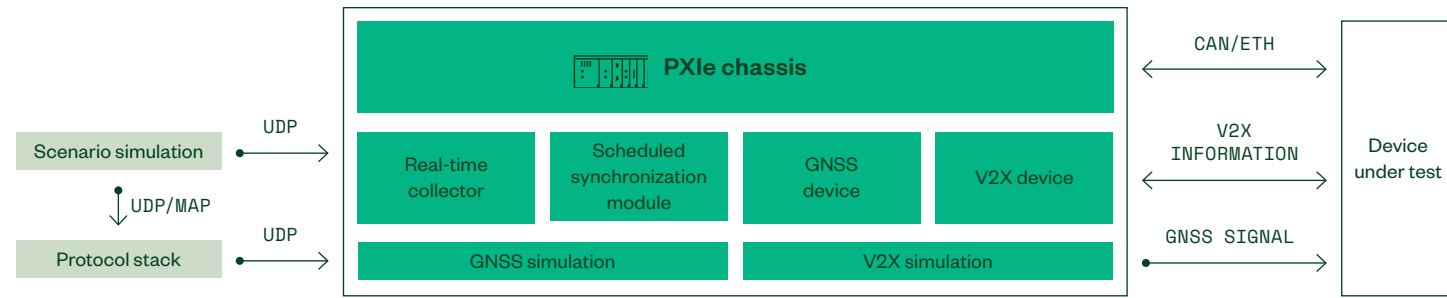 Scenario simulation
UDP
UDP/MAP
Protocol stack
UDP
PXIe chassis
Real-time
collector
Scheduled
synchronization
module
GNSS
device
V2X device
GNSS simulation
V2X simulation
CAN/ETH
V2X
INFORMATION
GNSS SIGNAL
Device
under test